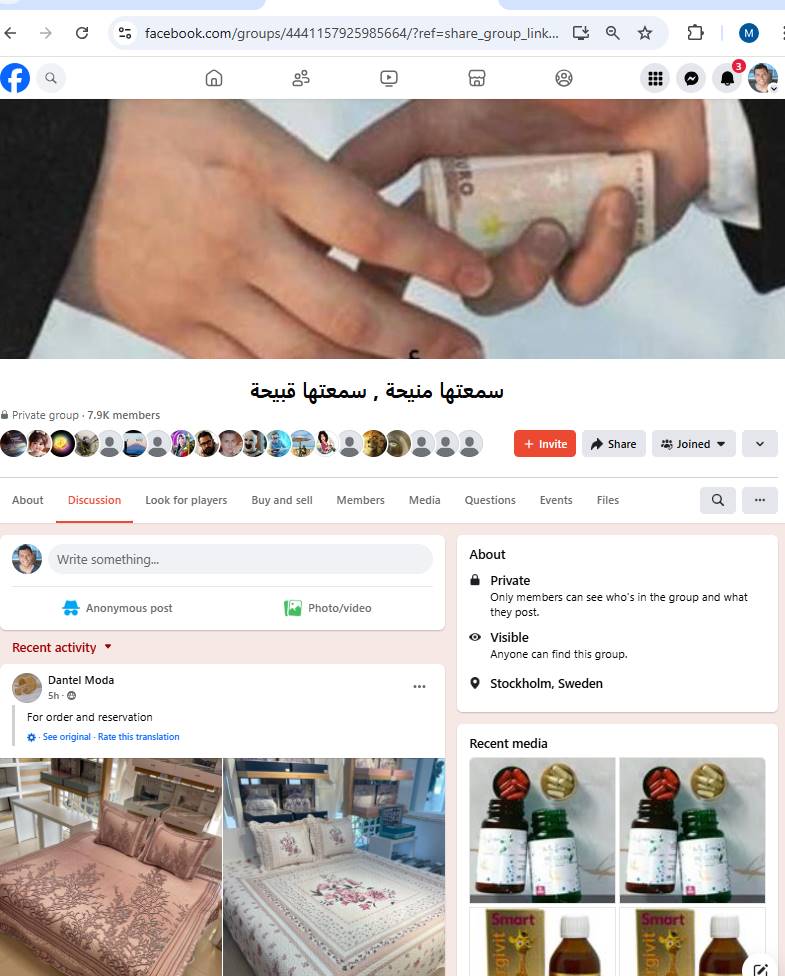 facebook.com/groups/4441157925985664/?ref=share_group_link...
M
3
EURO
سمعتها منيحة , سمعتها قبيحة
Private group · 7.9K members
+ Invite
Share
Joined
About
Discussion
Look for players
Buy and sell
Members
Media
Questions
Events
Files
Write something...
Anonymous post
Photo/video
Recent activity
Dantel Moda
5h ·
For order and reservation
· See original · Rate this translation
About
Private
Only members can see who's in the group and what
they post.
Visible
Anyone can find this group.
Stockholm, Sweden
Recent media
Smart
Smart